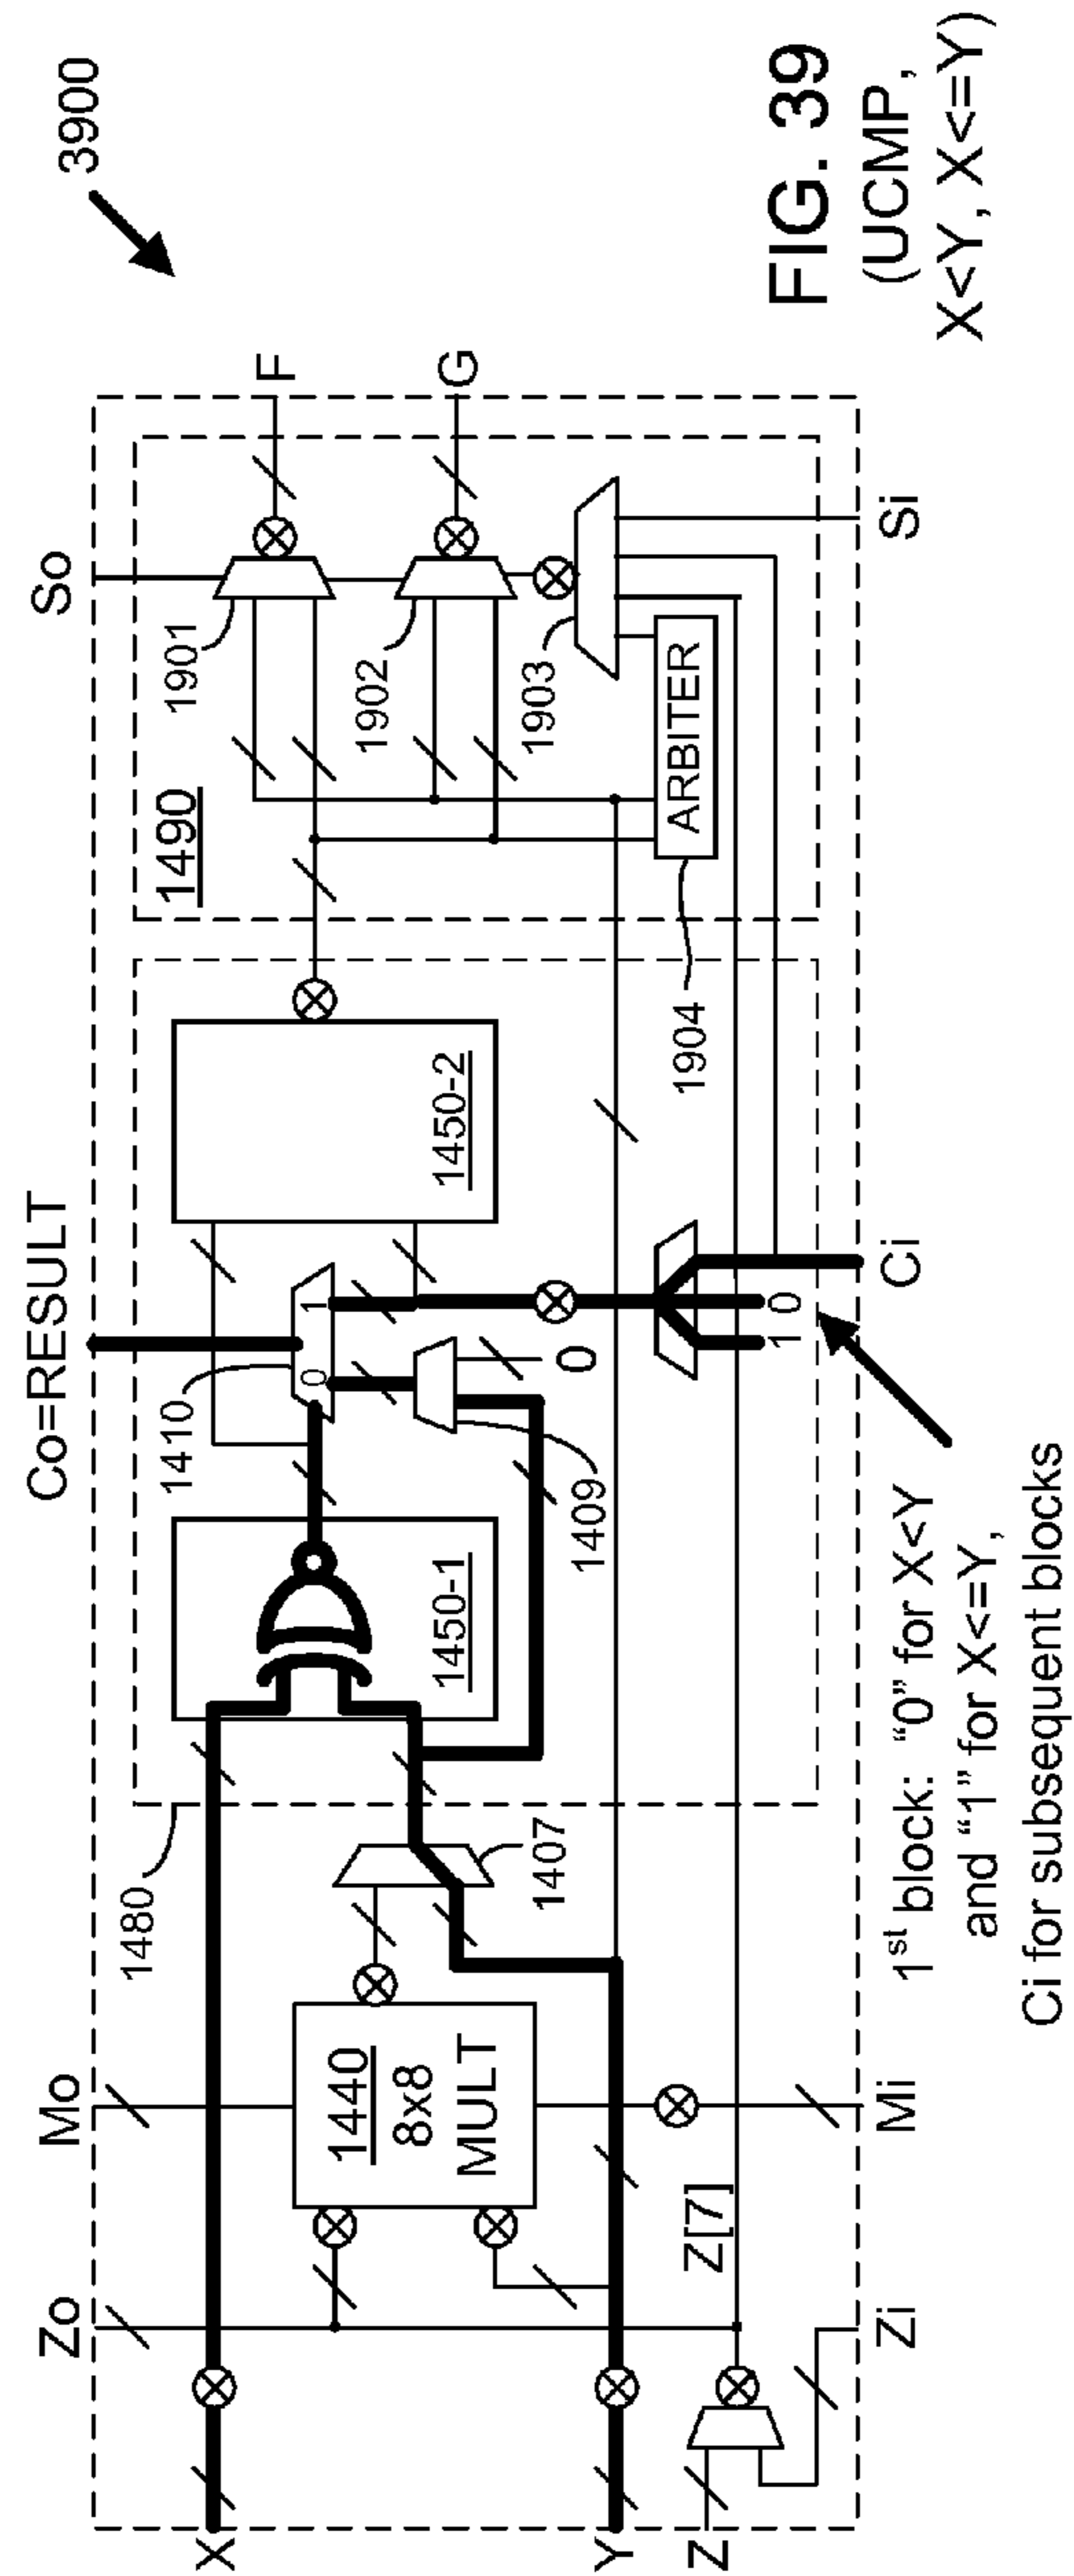 3900
So
Co=RESULT
Mo
Zo
F
G
1901
1902
1903
1490
ARBITER
1904
1450-2
1410
1
0
1409
0
1450-1
1480
1407
1440
8x8
MULT
Z[7]
X
Y
Z
Zi
Mi
1 0
Ci
Si
1st block: “0” for X<Y
and “1” for X<=Y,
Ci for subsequent blocks
FIG. 39
(UCMP,
X<Y, X<=Y)